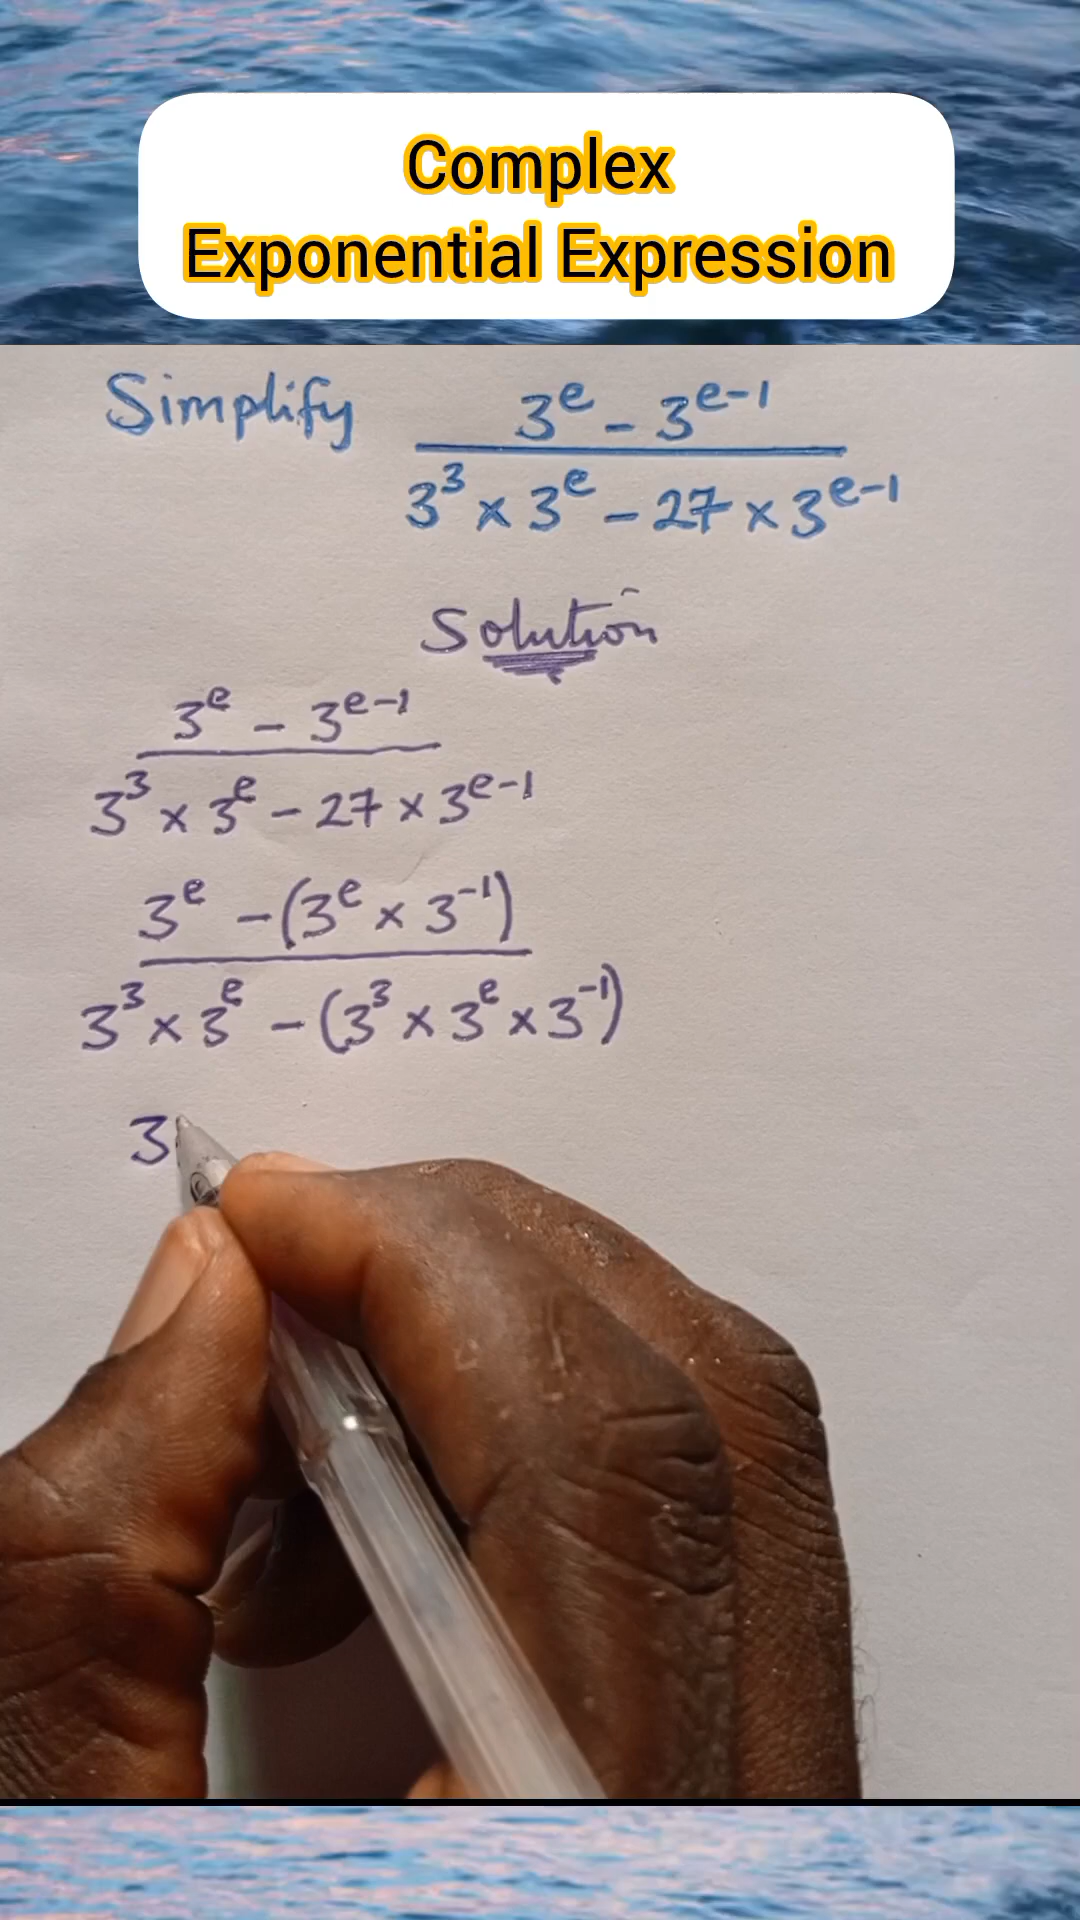 Complex
Exponential Expression
Simplify 3^e - 3^(e-1)
3^3 × 3^e - 27 × 3^(e-1)
Solution
3^e - 3^(e-1)
3^3 × 3^e - 27 × 3^(e-1)
3^e - (3^e × 3^-1)
3^3 × 3^e - (3^3 × 3^e × 3^-1)
3